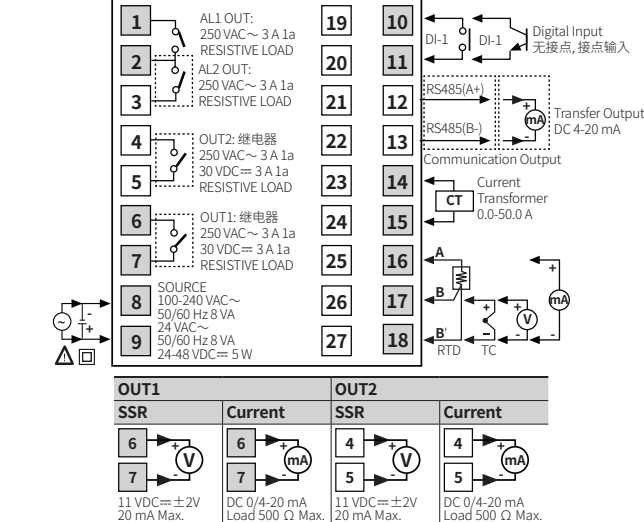 1
2
3
4
5
6
7
8
9
AL1 OUT:
250 VAC～ 3 A 1a
RESISTIVE LOAD
AL2 OUT:
250 VAC～ 3 A 1a
RESISTIVE LOAD
OUT2: 继电器
250 VAC～ 3 A 1a
30 VDC⎓ 3 A 1a
RESISTIVE LOAD
OUT1: 继电器
250 VAC～ 3 A 1a
30 VDC⎓ 3 A 1a
RESISTIVE LOAD
SOURCE
100-240 VAC～
50/60 Hz 8 VA
24 VAC～
50/60 Hz 8 VA
24-48 VDC⎓ 5 W
~
-
+
19
20
21
22
23
24
25
26
27
10
11
12
13
14
15
16
17
18
DI-1
DI-1
Digital Input
无接点, 接点输入
RS485(A+)
RS485(B-)
+
mA
-
Transfer Output
DC 4-20 mA
Communication Output
CT
Current
Transformer
0.0-50.0 A
A
B
B'
RTD
+
-
TC
+
V
-
+
mA
-
OUT1 OUT2
SSR Current SSR Current
6
7
+
V
-
11 VDC⎓±2V
20 mA Max.
6
7
+
mA
-
DC 0/4-20 mA
Load 500 Ω Max.
4
5
+
V
-
11 VDC⎓±2V
20 mA Max.
4
5
+
mA
-
DC 0/4-20 mA
Load 500 Ω Max.